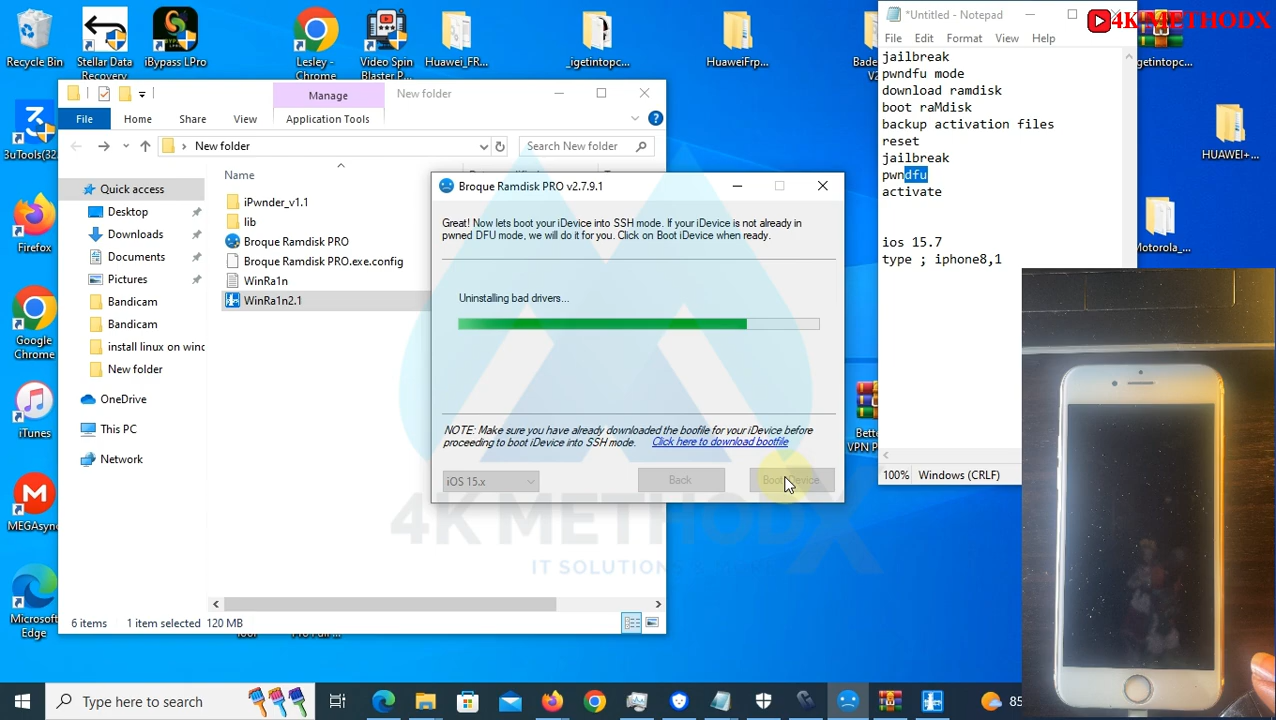 Recycle Bin
Stellar Data
Recovery
iBypass LPro
Lesley -
Chrome
Video Spin
Blaster P...
Huawei_FR...
_igetintopc...
HuaweiFrp...
3uTools(32
Firefox
Google
Chrome
iTunes
MEGAsync
Microsoft
Edge
Manage
New folder
File
Home
Share
View
Application Tools
New folder
Search New folder
Quick access
Desktop
Downloads
Documents
Pictures
Bandicam
Bandicam
install linux on winc
New folder
OneDrive
This PC
Network
Name
iPwnder_v1.1
lib
Broque Ramdisk PRO
Broque Ramdisk PRO.exe.config
WinRa1n
WinRa1n2.1
6 items
1 item selected 120 MB
Broque Ramdisk PRO v2.7.9.1
Great! Now lets boot your iDevice into SSH mode. If your iDevice is not already in
pwned DFU mode, we will do it for you. Click on Boot iDevice when ready.
Uninstalling bad drivers...
NOTE: Make sure you have already downloaded the boofile for your iDevice before
proceeding to boot iDevice into SSH mode. Click here to download bootfile
iOS 15.x
Back
4K METHODX
IT SOLUTIONS
*Untitled - Notepad
4K METHODX
File Edit Format View Help
jailbreak
pwndfu mode
download ramdisk
boot raMdisk
backup activation files
reset
jailbreak
pwndfu
activate
ios 15.7
type ; iphone8,1
100%
Windows (CRLF)
getintopc...
HUAWEI+...
Motorola_...
Bette
VPN P
Type here to search
85